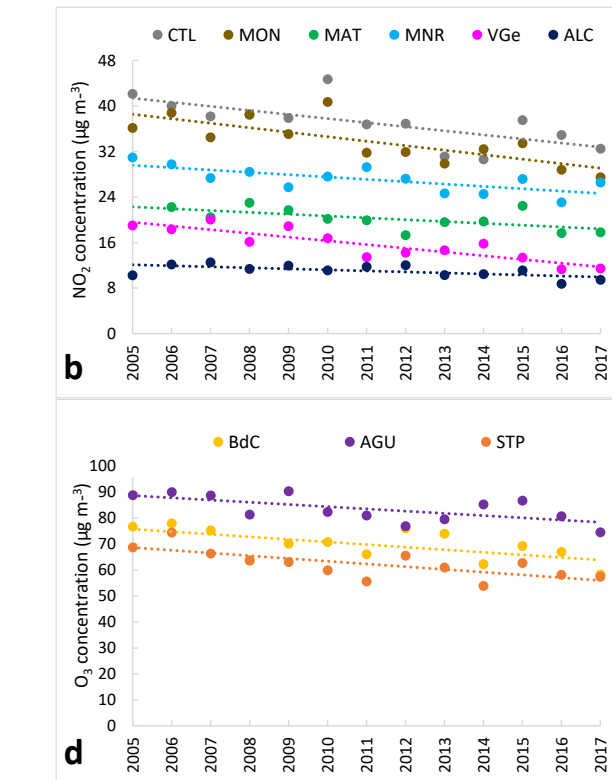 CTL MON MAT MNR VGe ALC
NO₂ concentration (µg m-³)
48
40
32
24
16
8
0
2005 2006 2007 2008 2009 2010 2011 2012 2013 2014 2015 2016 2017
b
BdC AGU STP
O₃ concentration (µg m-³)
100
90
80
70
60
50
40
30
20
10
0
2005 2006 2007 2008 2009 2010 2011 2012 2013 2014 2015 2016 2017
d